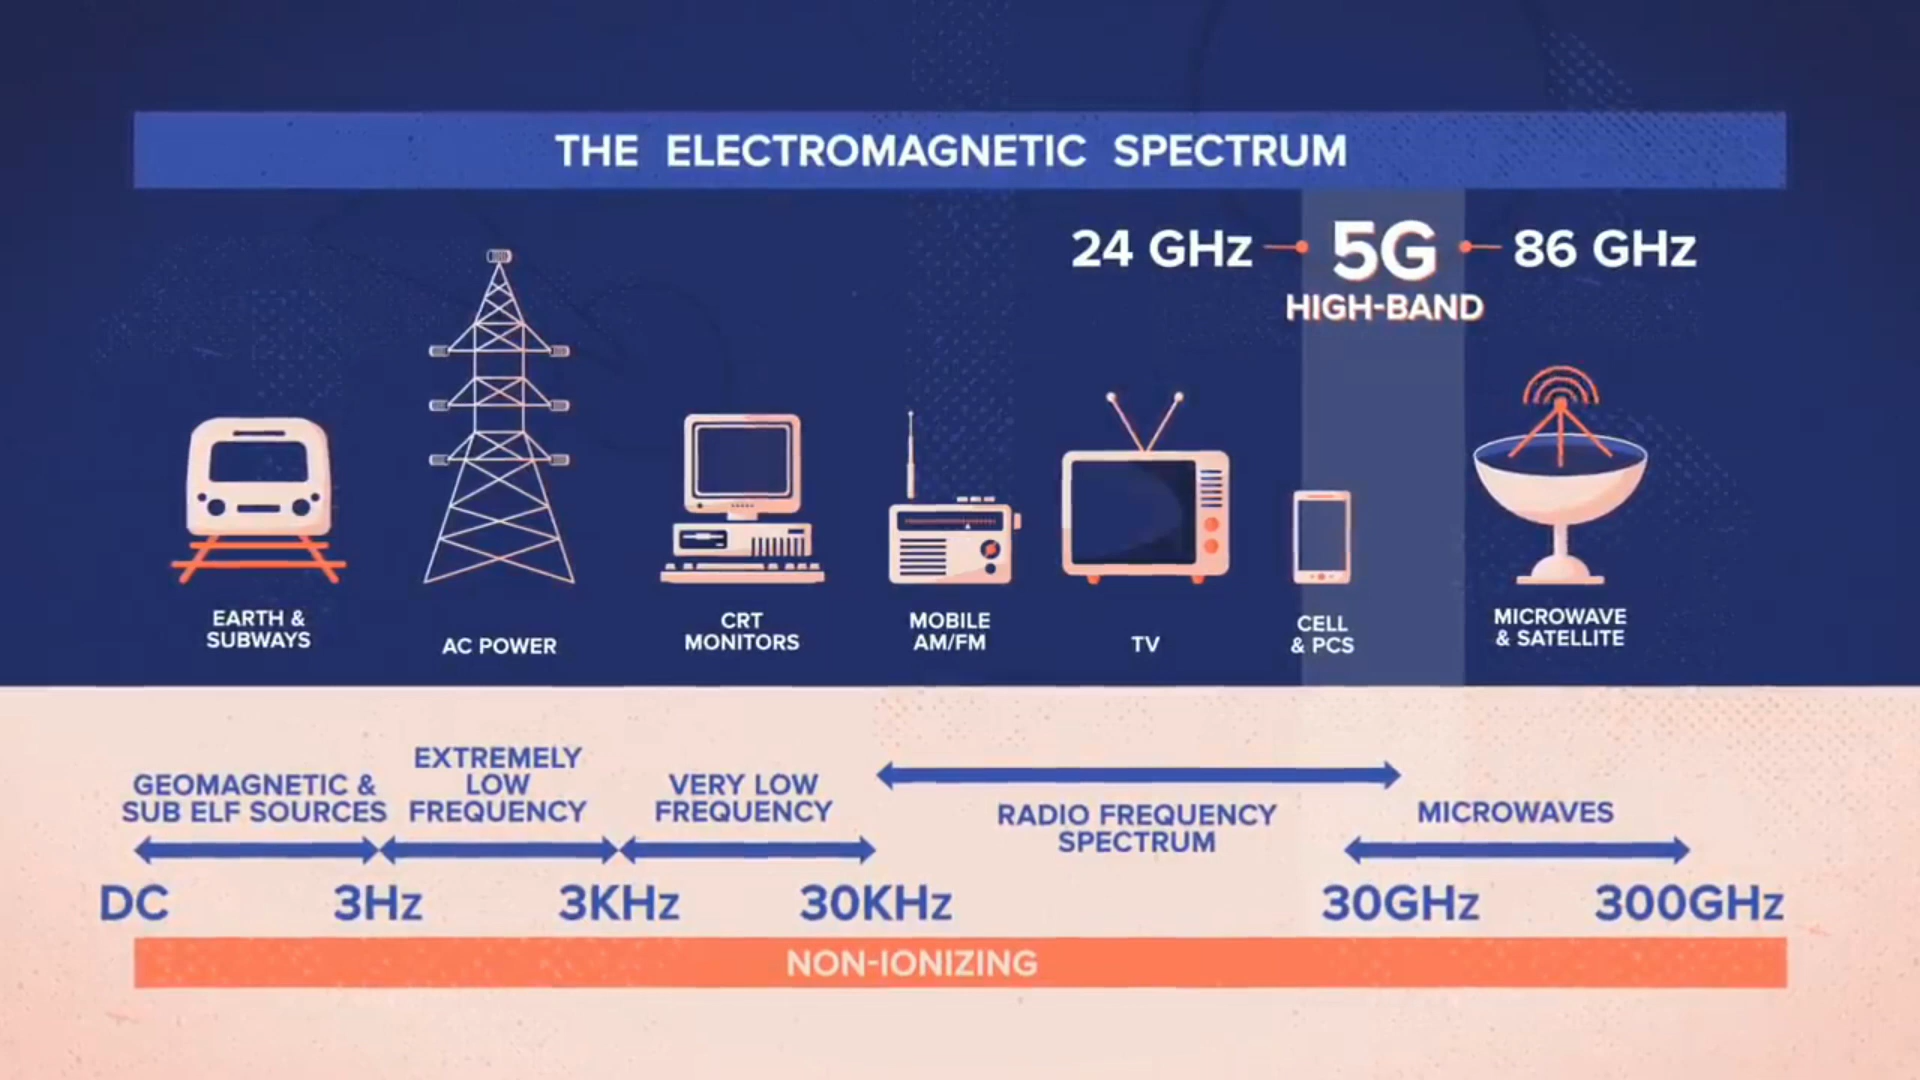 THE ELECTROMAGNETIC SPECTRUM
24 GHz 5G 86 GHz
HIGH-BAND
EARTH &
SUBWAYS
AC POWER
CRT
MONITORS
MOBILE
AM/FM
TV
CELL
& PCS
MICROWAVE
& SATELLITE
GEOMAGNETIC &
SUB ELF SOURCES
EXTREMELY
LOW
FREQUENCY
VERY LOW
FREQUENCY
RADIO FREQUENCY
SPECTRUM
MICROWAVES
DC 3Hz 3KHz 30KHz 30GHz 300GHz
NON-IONIZING